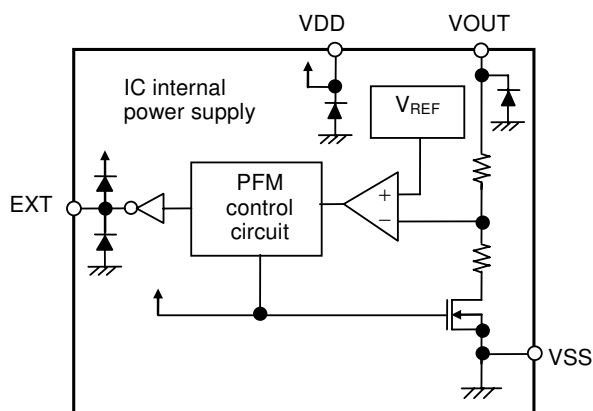 VDD
VOUT
IC internal
power supply
VREF
EXT
PFM
control
circuit
+
−
VSS